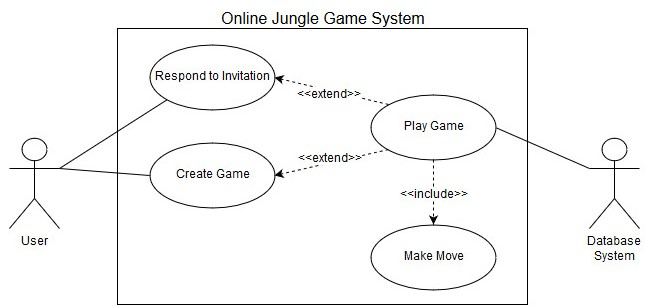 Online Jungle Game System
Respond to Invitation
<<extend>>
Play Game
<<extend>>
Create Game
<<include>>
User
Database
System
Make Move